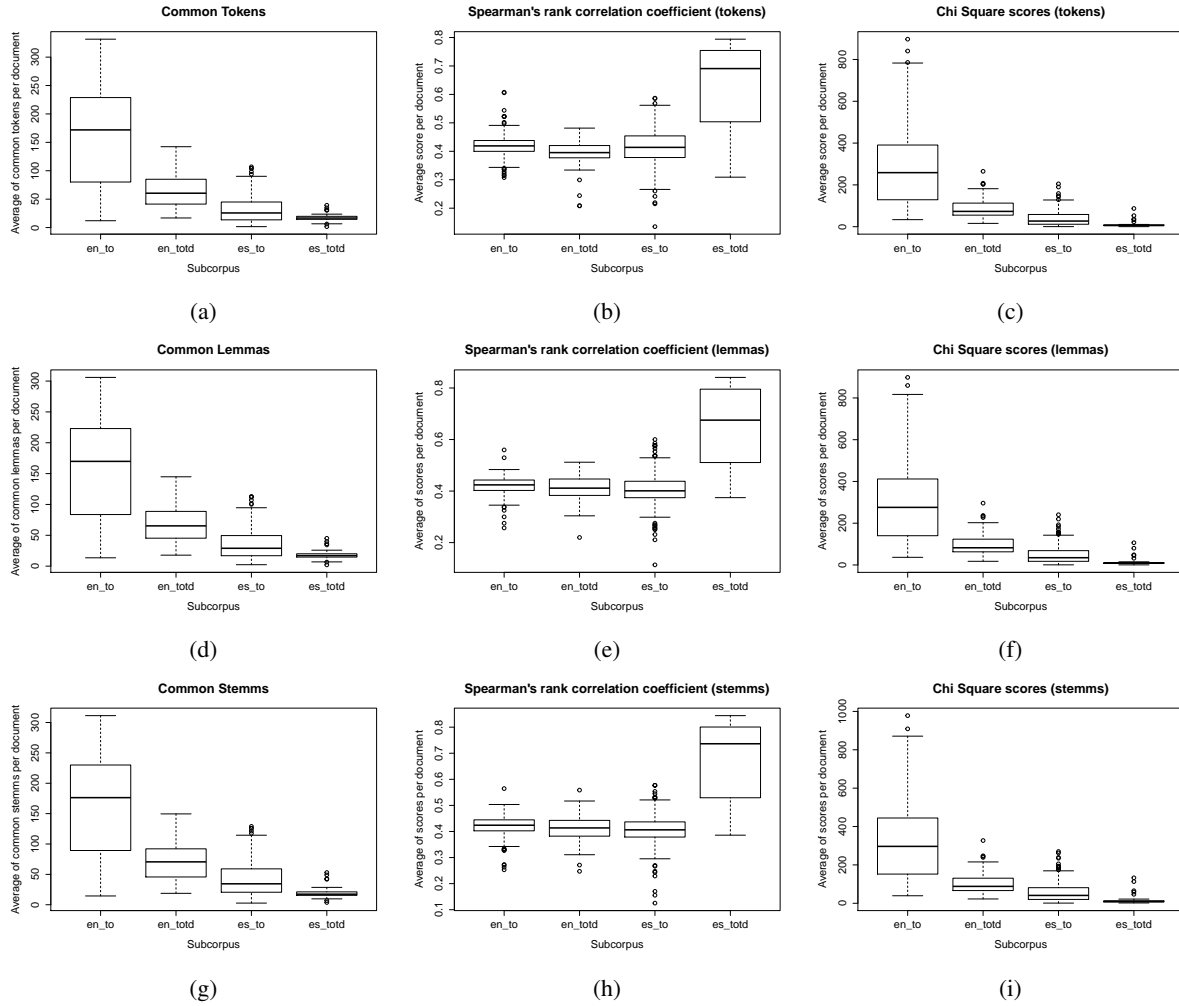 Common Tokens
Average of common tokens per document
0 50 100 150 200 250 300
en_to en_totd es_to es_totd
Subcorpus
(a)
Spearman's rank correlation coefficient (tokens)
Average score per document
0.2 0.3 0.4 0.5 0.6 0.7 0.8
en_to en_totd es_to es_totd
Subcorpus
(b)
Chi Square scores (tokens)
Average score per document
0 200 400 600 800
en_to en_totd es_to es_totd
Subcorpus
(c)
Common Lemmas
Average of common lemmas per document
0 50 100 150 200 250 300
en_to en_totd es_to es_totd
Subcorpus
(d)
Spearman's rank correlation coefficient (lemmas)
Average of scores per document
0.2 0.4 0.6 0.8
en_to en_totd es_to es_totd
Subcorpus
(e)
Chi Square scores (lemmas)
Average of scores per document
0 200 400 600 800
en_to en_totd es_to es_totd
Subcorpus
(f)
Common Stemms
Average of common stemms per document
0 50 100 150 200 250 300
en_to en_totd es_to es_totd
Subcorpus
(g)
Spearman's rank correlation coefficient (stemms)
Average of scores per document
0.1 0.2 0.3 0.4 0.5 0.6 0.7 0.8
en_to en_totd es_to es_totd
Subcorpus
(h)
Chi Square scores (stemms)
Average of scores per document
0 200 400 600 800 1000
en_to en_totd es_to es_totd
Subcorpus
(i)